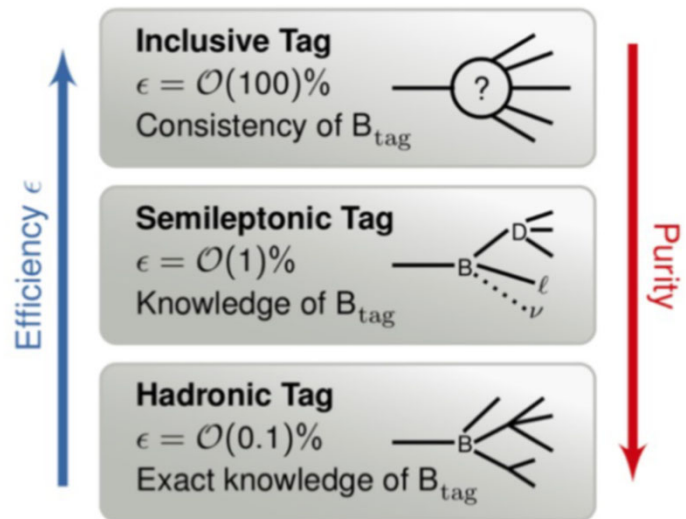 Inclusive Tag
ϵ = 𝒪(100)%
Consistency of B_tag
?
Semileptonic Tag
ϵ = 𝒪(1)%
Knowledge of B_tag
B
D
ℓ
ν
Hadronic Tag
ϵ = 𝒪(0.1)%
Exact knowledge of B_tag
B
Efficiency ϵ
Purity